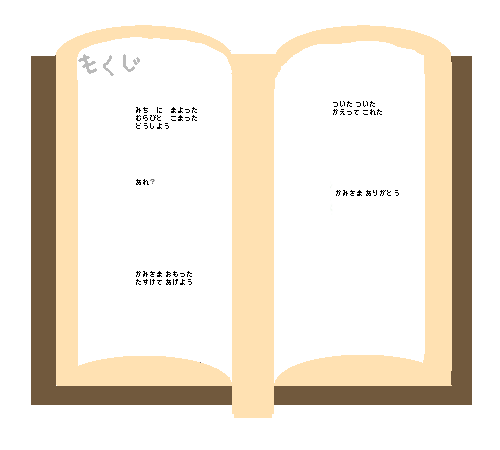 もくじ
みち　に　まよった
むらびと　こまった
どうしよう
あれ？
かみさま おもった
たすけて あげよう
ついた ついた
かえって これた
かみさま ありがとう